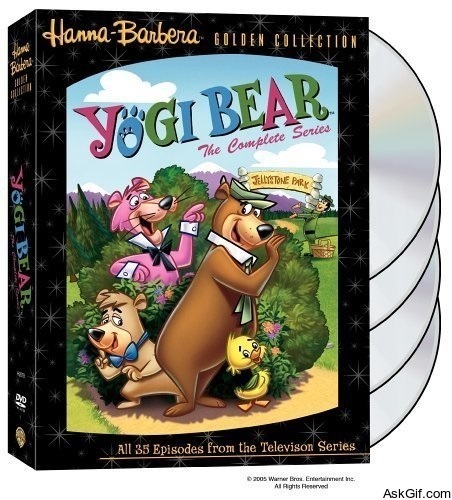 Hanna-Barbera GOLDEN COLLECTION
YOGI BEAR
The Complete Series
JELLYSTONE PARK
Hanna-Barbera
GOLDEN COLLECTION
YOGI BEAR
The Complete Series
DVD
All 35 Episodes from the Televison Series
© 2005 Warner Bros. Entertainment Inc.
All Rights Reserved
AskGif.com